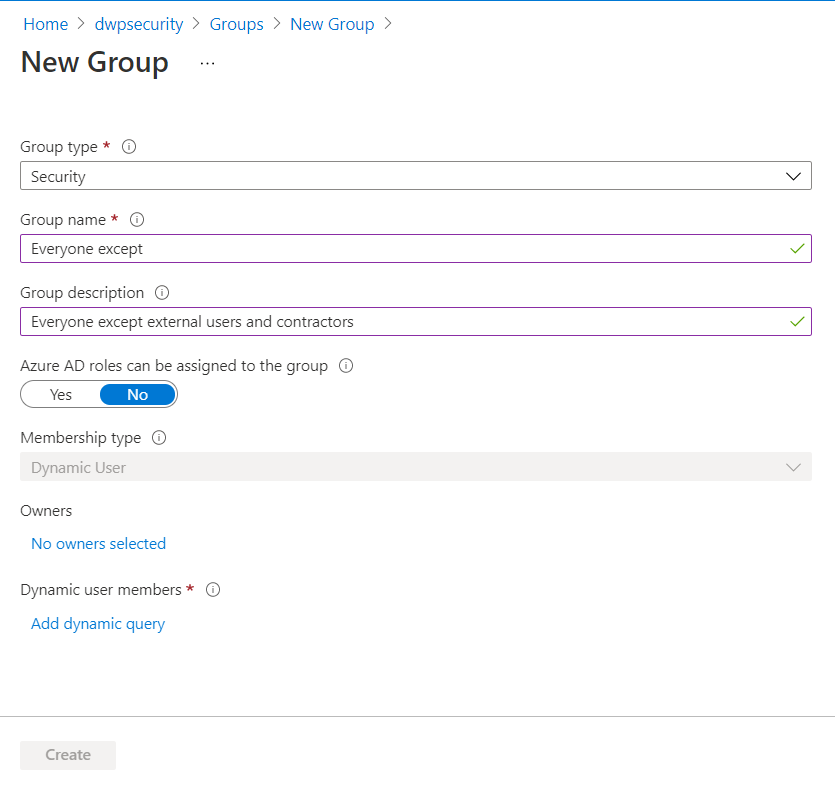 Home > dwpsecurity > Groups > New Group >
New Group ...
Group type *
Security
Group name *
Everyone except
Group description
Everyone except external users and contractors
Azure AD roles can be assigned to the group
Yes No
Membership type
Dynamic User
Owners
No owners selected
Dynamic user members *
Add dynamic query
Create